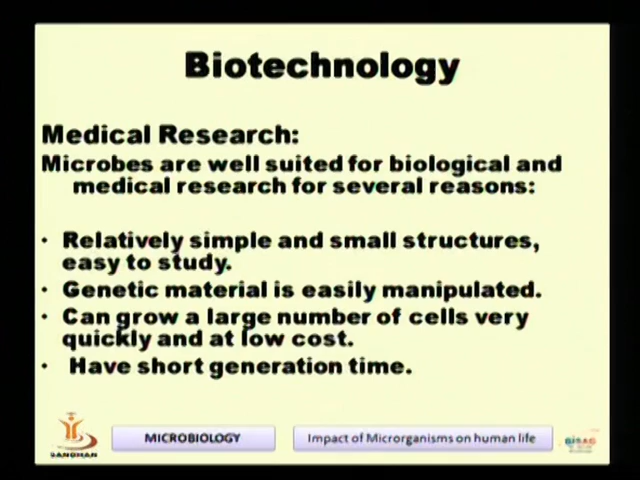 Biotechnology
Medical Research:
Microbes are well suited for biological and
medical research for several reasons:
• Relatively simple and small structures,
easy to study.
• Genetic material is easily manipulated.
• Can grow a large number of cells very
quickly and at low cost.
• Have short generation time.
SANDHAN
MICROBIOLOGY
Impact of Microrganisms on human life
BISAG